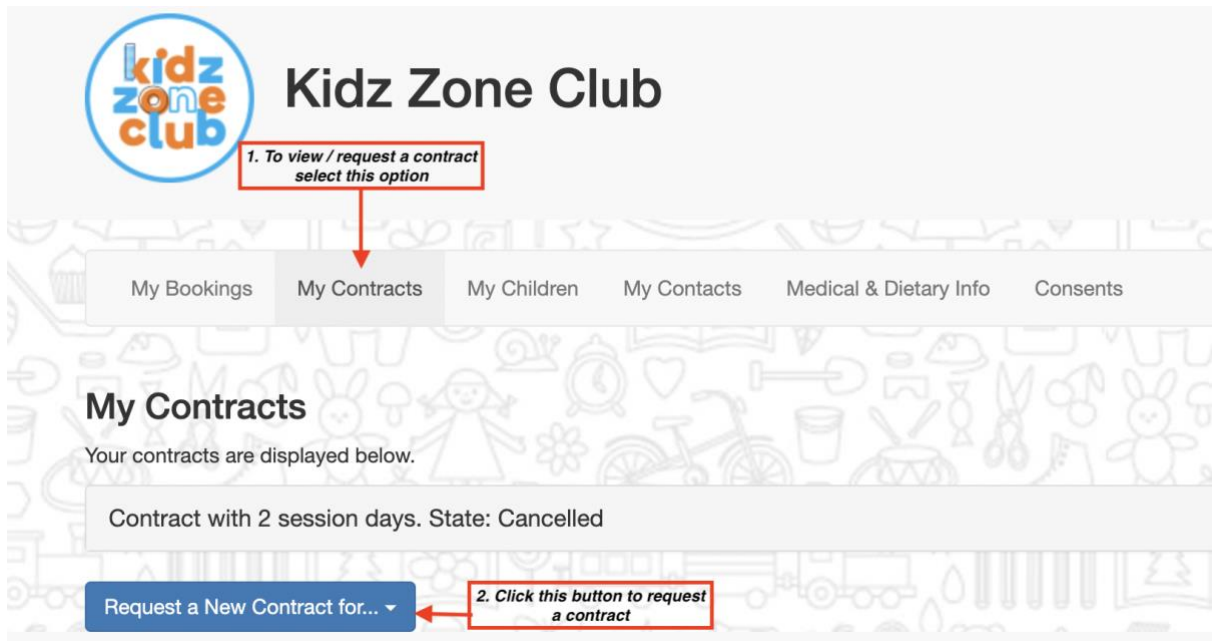 kidz
zone
club
Kidz Zone Club
1. To view / request a contract
select this option
My Bookings My Contracts My Children My Contacts Medical & Dietary Info Consents
My Contracts
Your contracts are displayed below.
Contract with 2 session days. State: Cancelled
Request a New Contract for...
2. Click this button to request
a contract